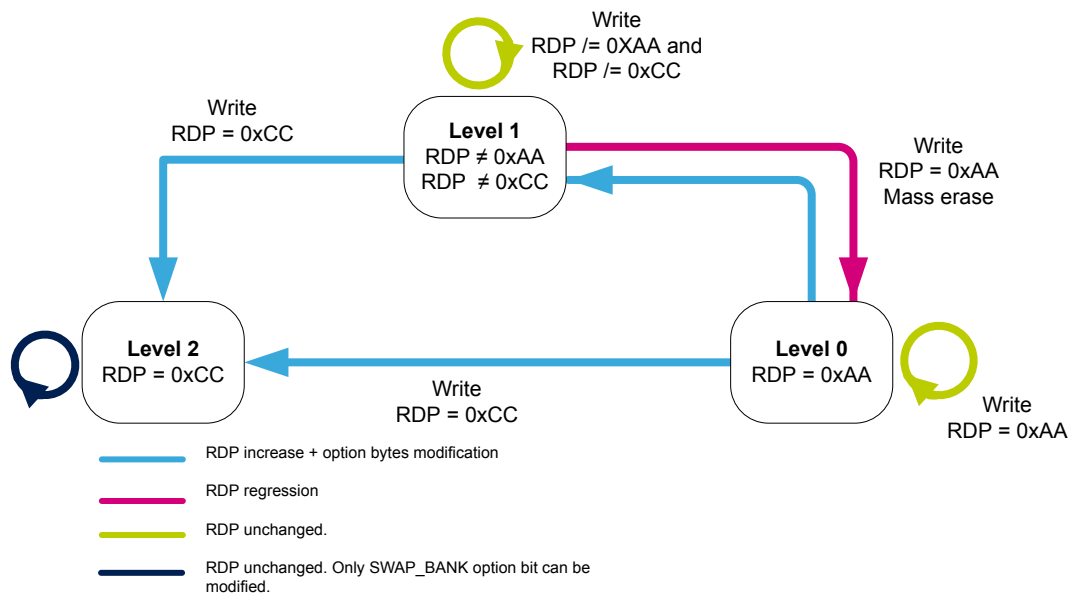 Write
RDP /= 0XAA and
RDP /= 0xCC
Write
RDP = 0xCC
Level 1
RDP ≠ 0xAA
RDP ≠ 0xCC
Write
RDP = 0xAA
Mass erase
Level 2
RDP = 0xCC
Write
RDP = 0xCC
Level 0
RDP = 0xAA
Write
RDP = 0xAA
RDP increase + option bytes modification
RDP regression
RDP unchanged.
RDP unchanged. Only SWAP_BANK option bit can be
modified.